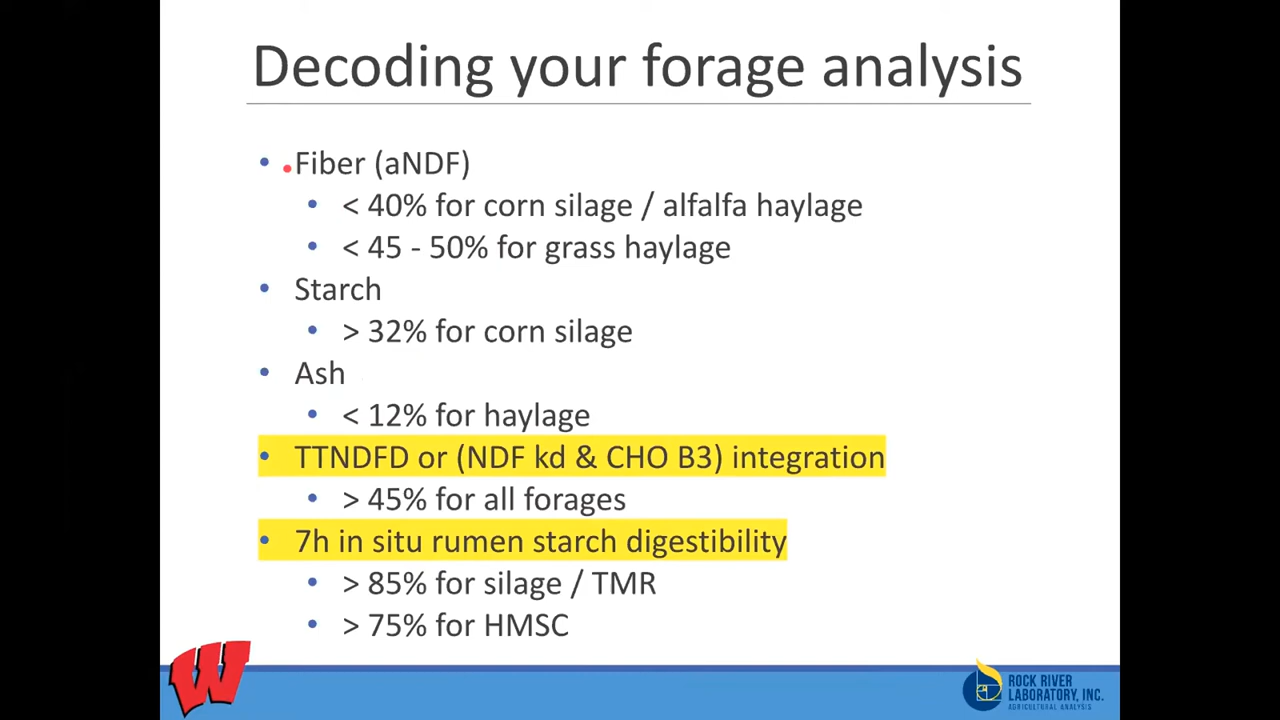 Decoding your forage analysis
• Fiber (aNDF)
• < 40% for corn silage / alfalfa haylage
• < 45 - 50% for grass haylage
• Starch
• > 32% for corn silage
• Ash
• < 12% for haylage
• TTNDFD or (NDF kd & CHO B3) integration
• > 45% for all forages
• 7h in situ rumen starch digestibility
• > 85% for silage / TMR
• > 75% for HMSC
W
ROCK RIVER
LABORATORY, INC.
AGRICULTURAL ANALYSIS